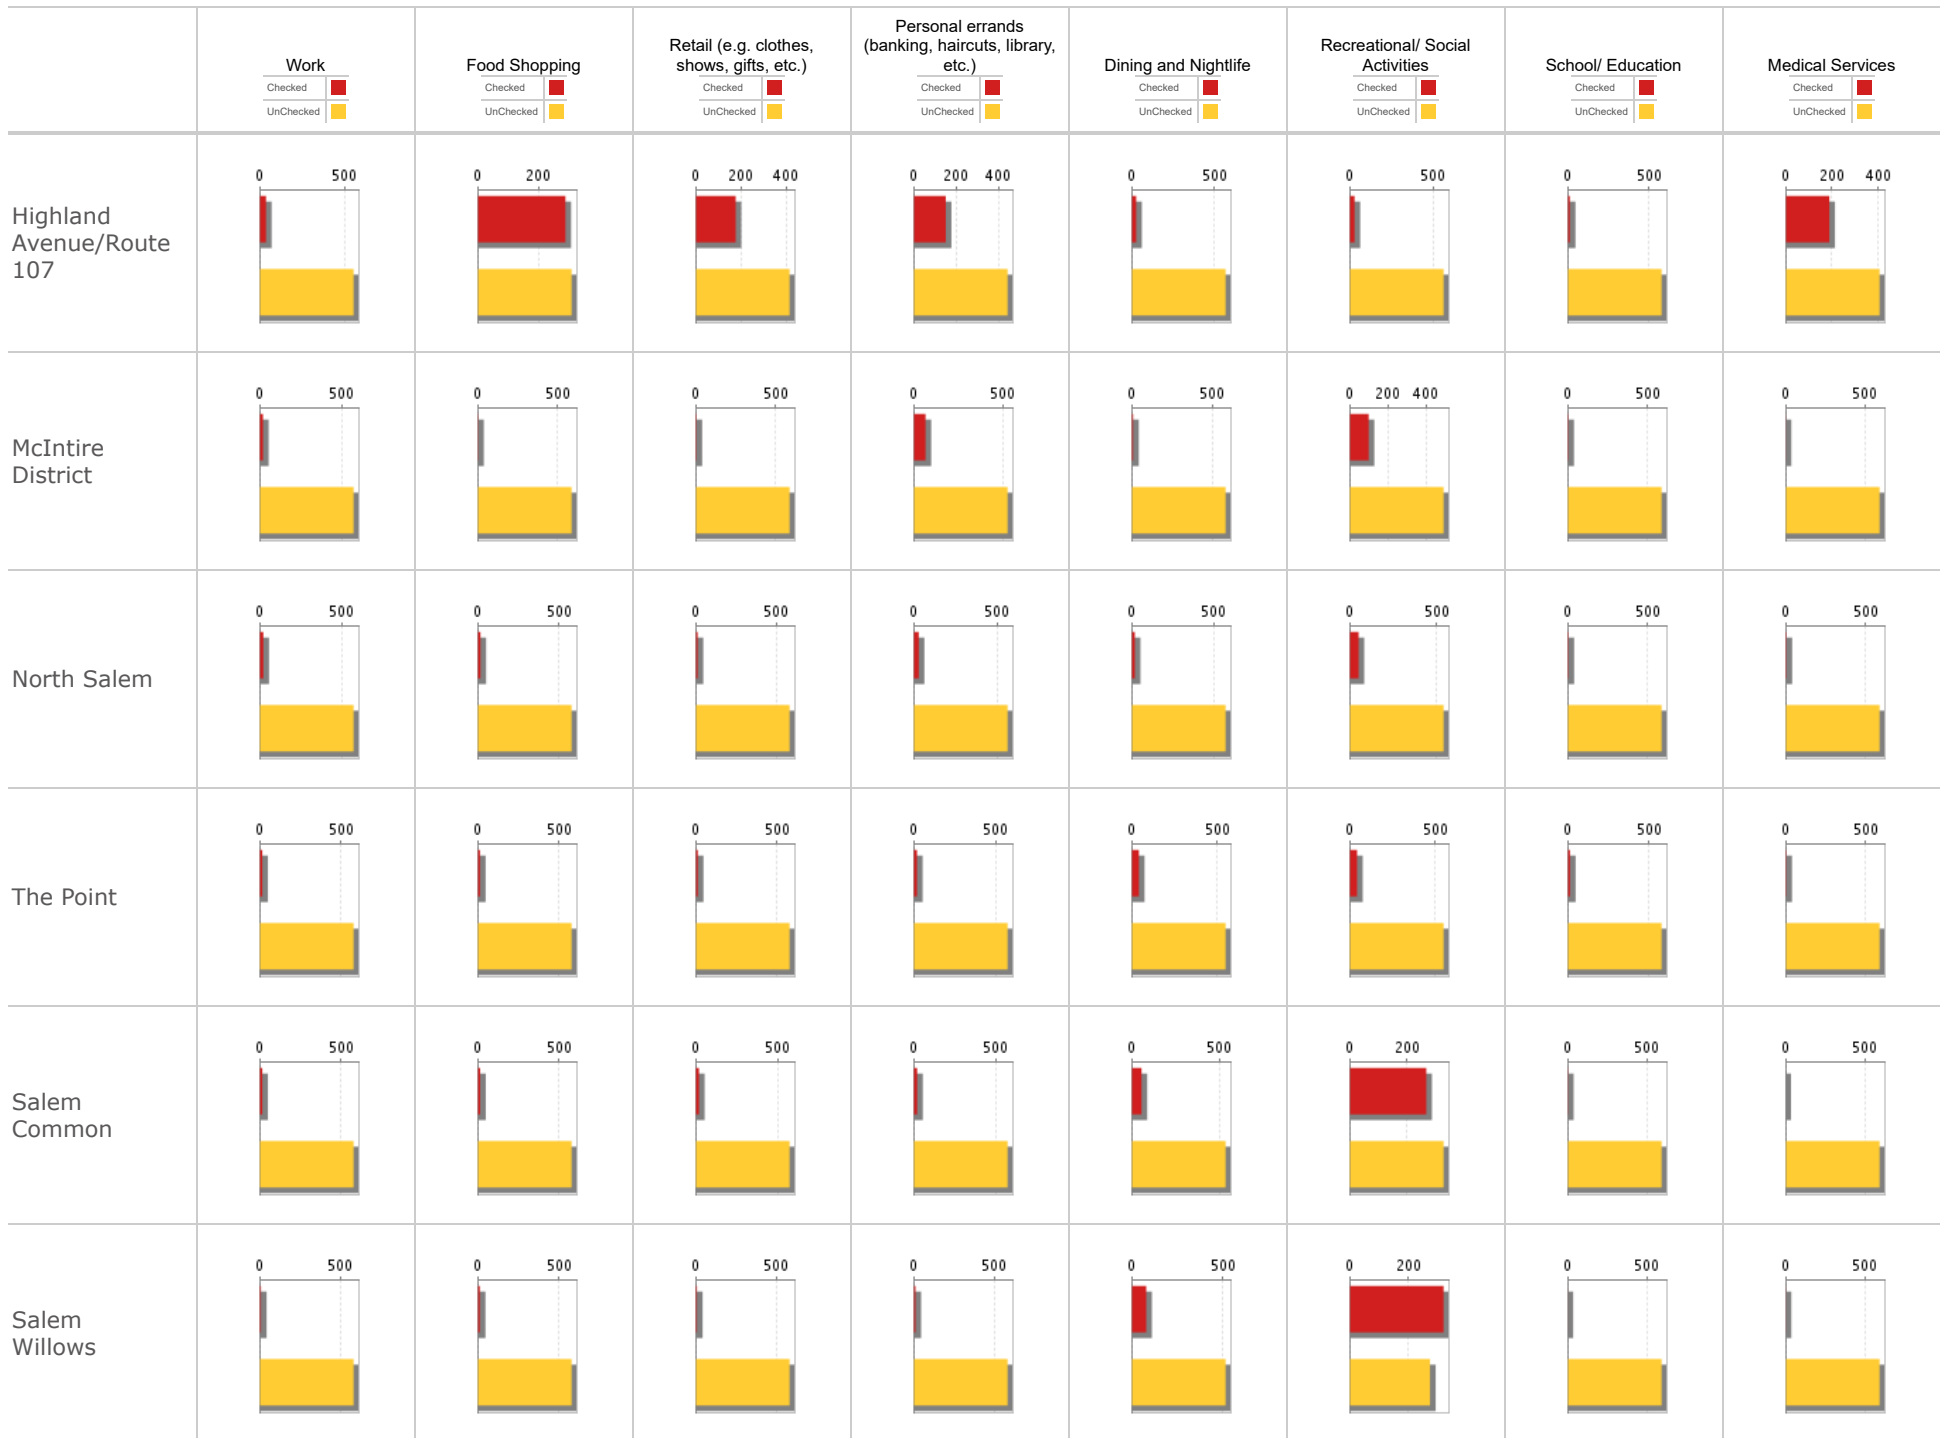 Work
Checked
UnChecked
Food Shopping
Checked
UnChecked
Retail (e.g. clothes,
shows, gifts, etc.)
Checked
UnChecked
Personal errands
(banking, haircuts, library,
etc.)
Checked
UnChecked
Dining and Nightlife
Checked
UnChecked
Recreational/ Social
Activities
Checked
UnChecked
School/ Education
Checked
UnChecked
Medical Services
Checked
UnChecked
Highland
Avenue/Route
107
0 500
0 200
0 200 400
0 200 400
0 500
0 500
0 500
0 200 400
McIntire
District
0 500
0 500
0 500
0 500
0 500
0 200 400
0 500
0 500
North Salem
0 500
0 500
0 500
0 500
0 500
0 500
0 500
0 500
The Point
0 500
0 500
0 500
0 500
0 500
0 500
0 500
0 500
Salem
Common
0 500
0 500
0 500
0 500
0 500
0 200
0 500
0 500
Salem
Willows
0 500
0 500
0 500
0 500
0 500
0 200
0 500
0 500